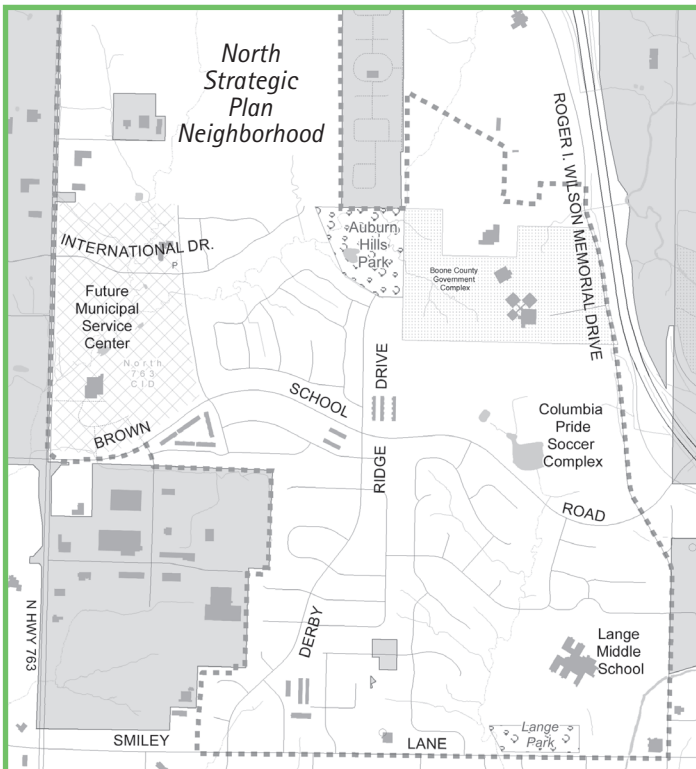 North
Strategic
Plan
Neighborhood
ROGER I. WILSON MEMORIAL DRIVE
INTERNATIONAL DR.
P
Auburn
Hills
Park
Boone County
Government
Complex
Future
Municipal
Service
Center
North
763
CID
DRIVE
SCHOOL
BROWN
RIDGE
Columbia
Pride
Soccer
Complex
ROAD
N HWY 763
DERBY
Lange
Middle
School
SMILEY
LANE
Lange
Park